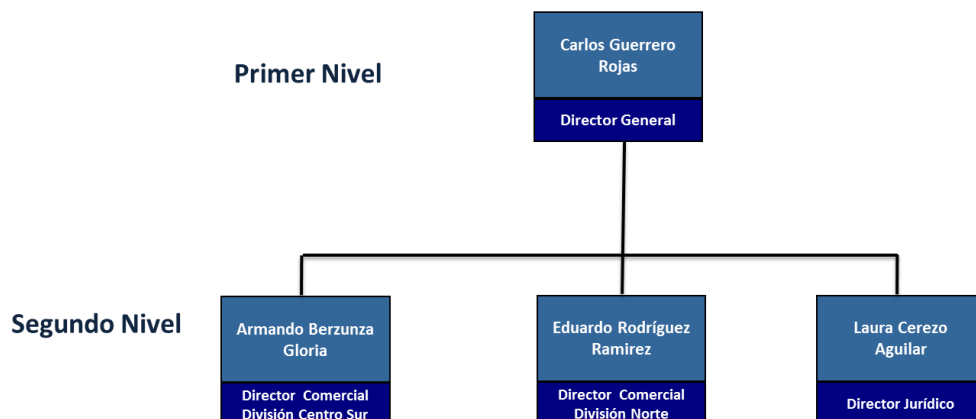 Primer Nivel
Carlos Guerrero
Rojas
Director General
Segundo Nivel
Armando Berzunza
Gloria
Director Comercial
División Centro Sur
Eduardo Rodríguez
Ramirez
Director Comercial
División Norte
Laura Cerezo
Aguilar
Director Jurídico